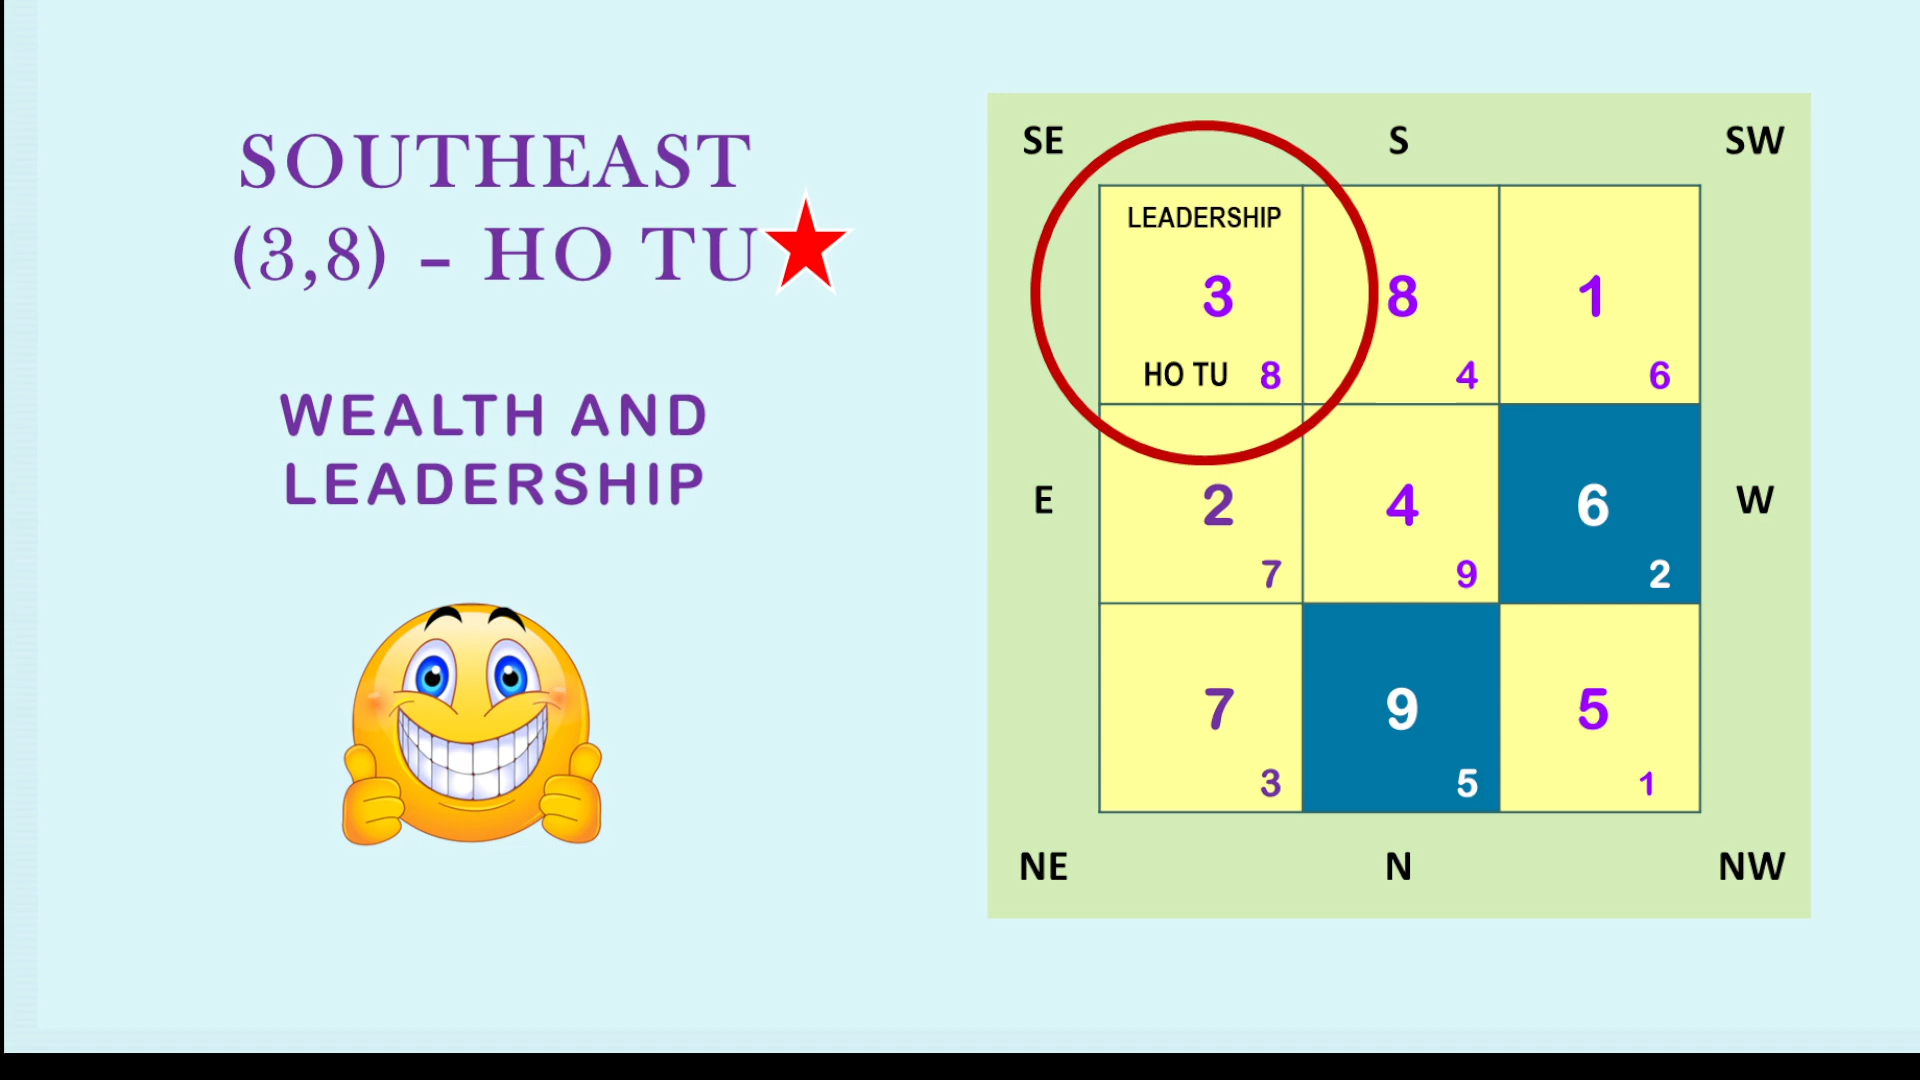 SOUTHEAST
(3,8) - HO TU
WEALTH AND
LEADERSHIP
SE S SW
LEADERSHIP
3 8 1
HO TU 8 4 6
E 2 4 6 W
7 9 2
7 9 5
3 5 1
NE N NW